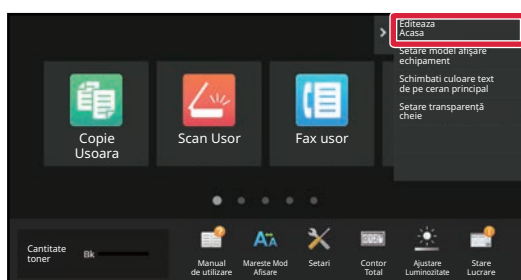 Editeaza
Acasa
Setare model afişare
echipament
Schimbati culoare text
de pe ceran principal
Setare transparență
cheie
Copie
Usoara
Scan Usor
Fax usor
Cantitate
toner
Bk
Manual
de utilizare
Mareste Mod
Afisare
Setari
Contor
Total
Ajustare
Luminozitate
Stare
Lucrare